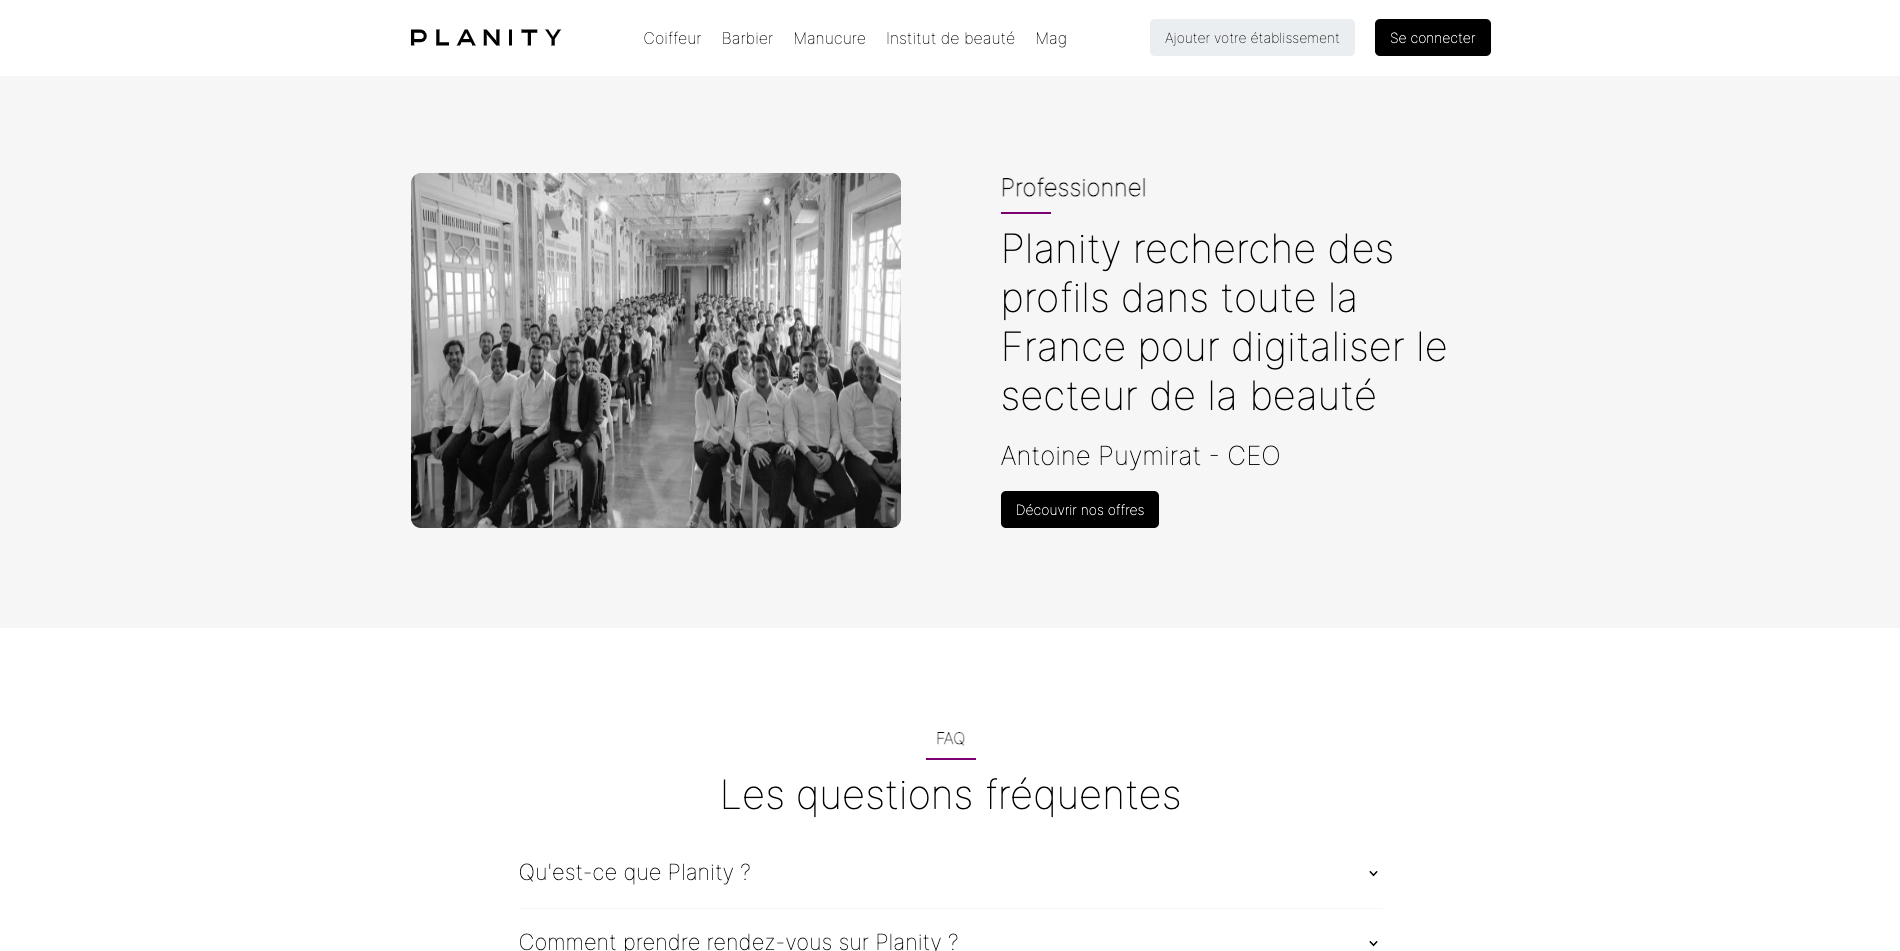 PLANITY
Coiffeur
Barbier
Manucure
Institut de beauté
Mag
Ajouter votre établissement
Se connecter
Professionnel
Planity recherche des
profils dans toute la
France pour digitaliser le
secteur de la beauté
Antoine Puymirat - CEO
Découvrir nos offres
FAQ
Les questions fréquentes
Qu'est-ce que Planity ?
Comment prendre rendez-vous sur Planity ?